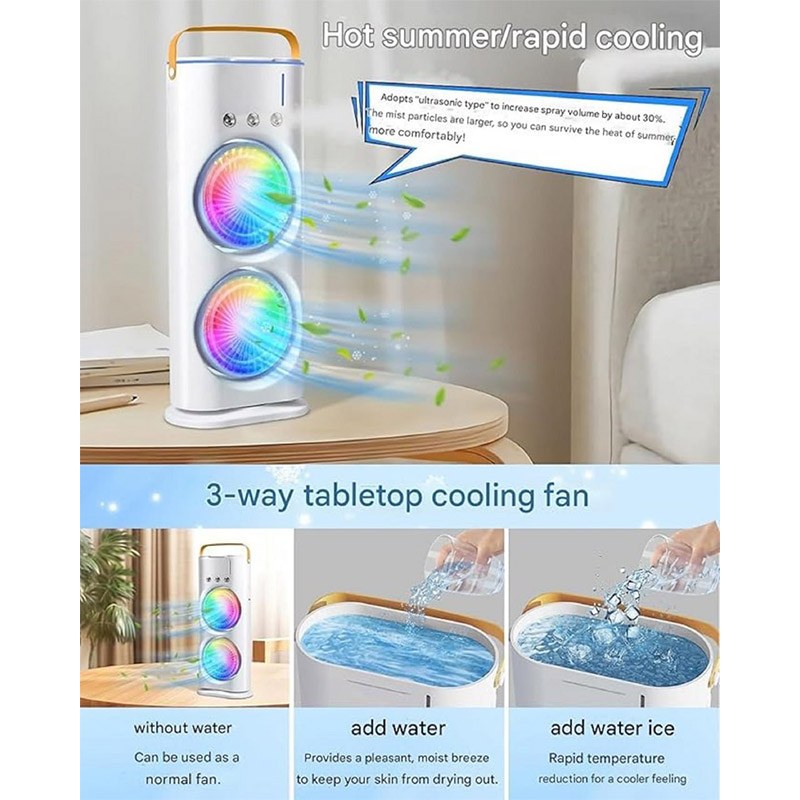 Hot summer/rapid cooling
Adopts "ultrasonic type" to increase spray volume by about 30%.
The mist particles are larger, so you can survive the heat of summer
more comfortably!
3-way tabletop cooling fan
without water
Can be used as a
normal fan.
add water
Provides a pleasant, moist breeze
to keep your skin from drying out.
add water ice
Rapid temperature
reduction for a cooler feeling